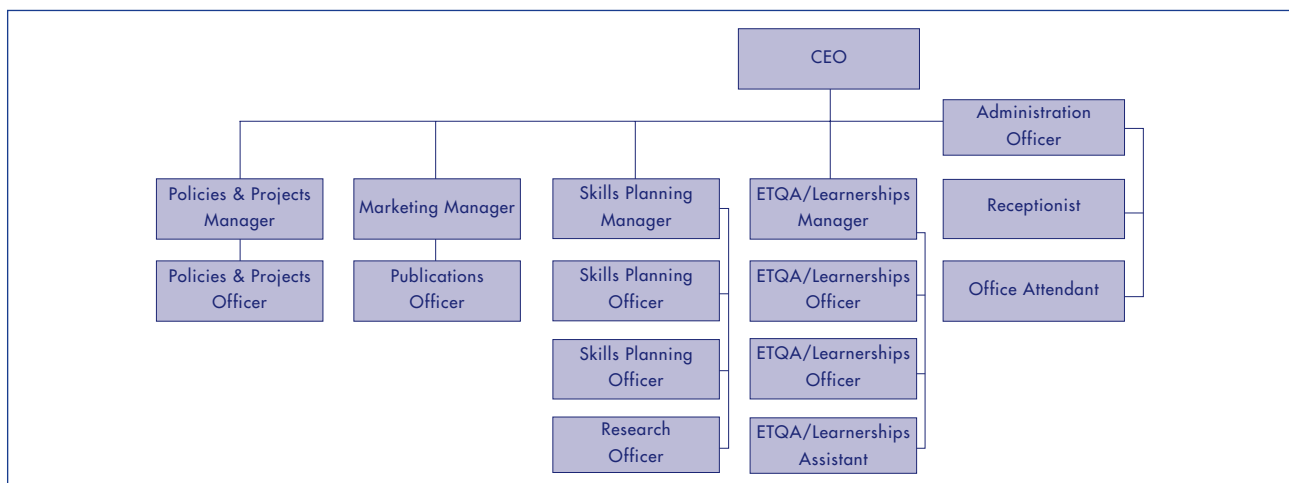 CEO
Administration
Officer
Policies & Projects
Manager
Marketing Manager
Skills Planning
Manager
ETQA/Learnerships
Manager
Receptionist
Policies & Projects
Officer
Publications
Officer
Skills Planning
Officer
ETQA/Learnerships
Officer
Office Attendant
Skills Planning
Officer
ETQA/Learnerships
Officer
Research
Officer
ETQA/Learnerships
Assistant